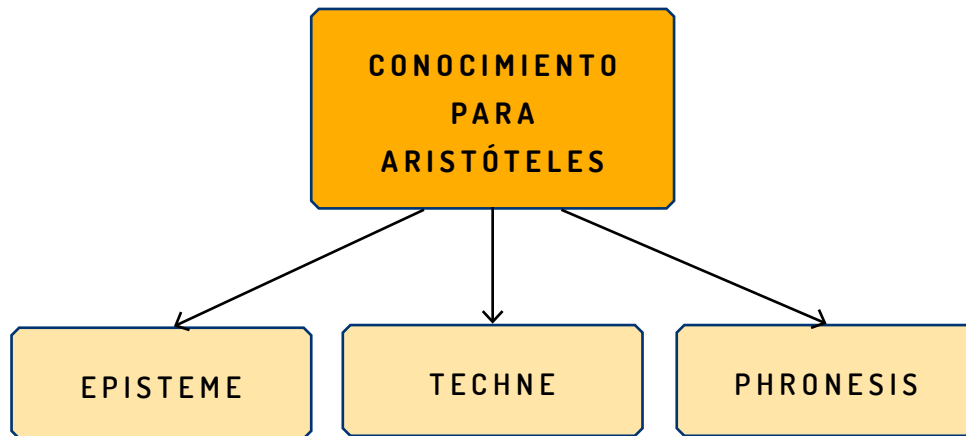 CONOCIMIENTO
PARA
ARISTÓTELES
EPISTEME
TECHNE
PHRONESIS